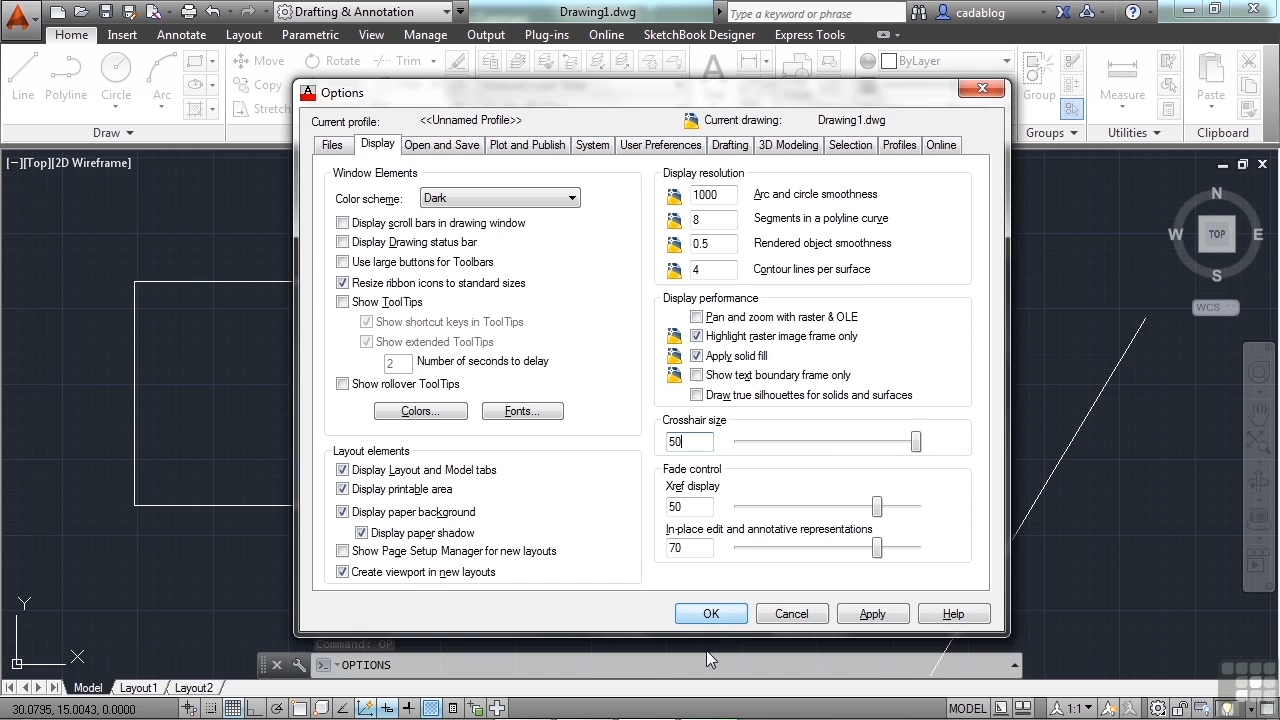 Drafting & Annotation
Drawing1.dwg
Type a keyword or phrase
cadablog
Home Insert Annotate Layout Parametric View Manage Output Plug-ins Online SketchBook Designer Express Tools
Line
Polyline
Circle
Arc
Move
Rotate
Trim
Copy
Stretch
ByLayer
Group
Measure
Paste
Draw
Groups
Utilities
Clipboard
[−][Top][2D Wireframe]
Options
Current profile: <<Unnamed Profile>>
Current drawing: Drawing1.dwg
Files Display Open and Save Plot and Publish System User Preferences Drafting 3D Modeling Selection Profiles Online
Window Elements
Color scheme: Dark
Display scroll bars in drawing window
Display Drawing status bar
Use large buttons for Toolbars
Resize ribbon icons to standard sizes
Show ToolTips
Show shortcut keys in ToolTips
Show extended ToolTips
2 Number of seconds to delay
Show rollover ToolTips
Colors...
Fonts...
Layout elements
Display Layout and Model tabs
Display printable area
Display paper background
Display paper shadow
Show Page Setup Manager for new layouts
Create viewport in new layouts
Display resolution
1000 Arc and circle smoothness
8 Segments in a polyline curve
0.5 Rendered object smoothness
4 Contour lines per surface
Display performance
Pan and zoom with raster & OLE
Highlight raster image frame only
Apply solid fill
Show text boundary frame only
Draw true silhouettes for solids and surfaces
Crosshair size
50
Fade control
Xref display
50
In-place edit and annotative representations
70
OK
Cancel
Apply
Help
N
W
TOP
E
S
WCS
Y
X
Command: OP
OPTIONS
Model Layout1 Layout2
30.0795, 15.0043, 0.0000
MODEL
1:1